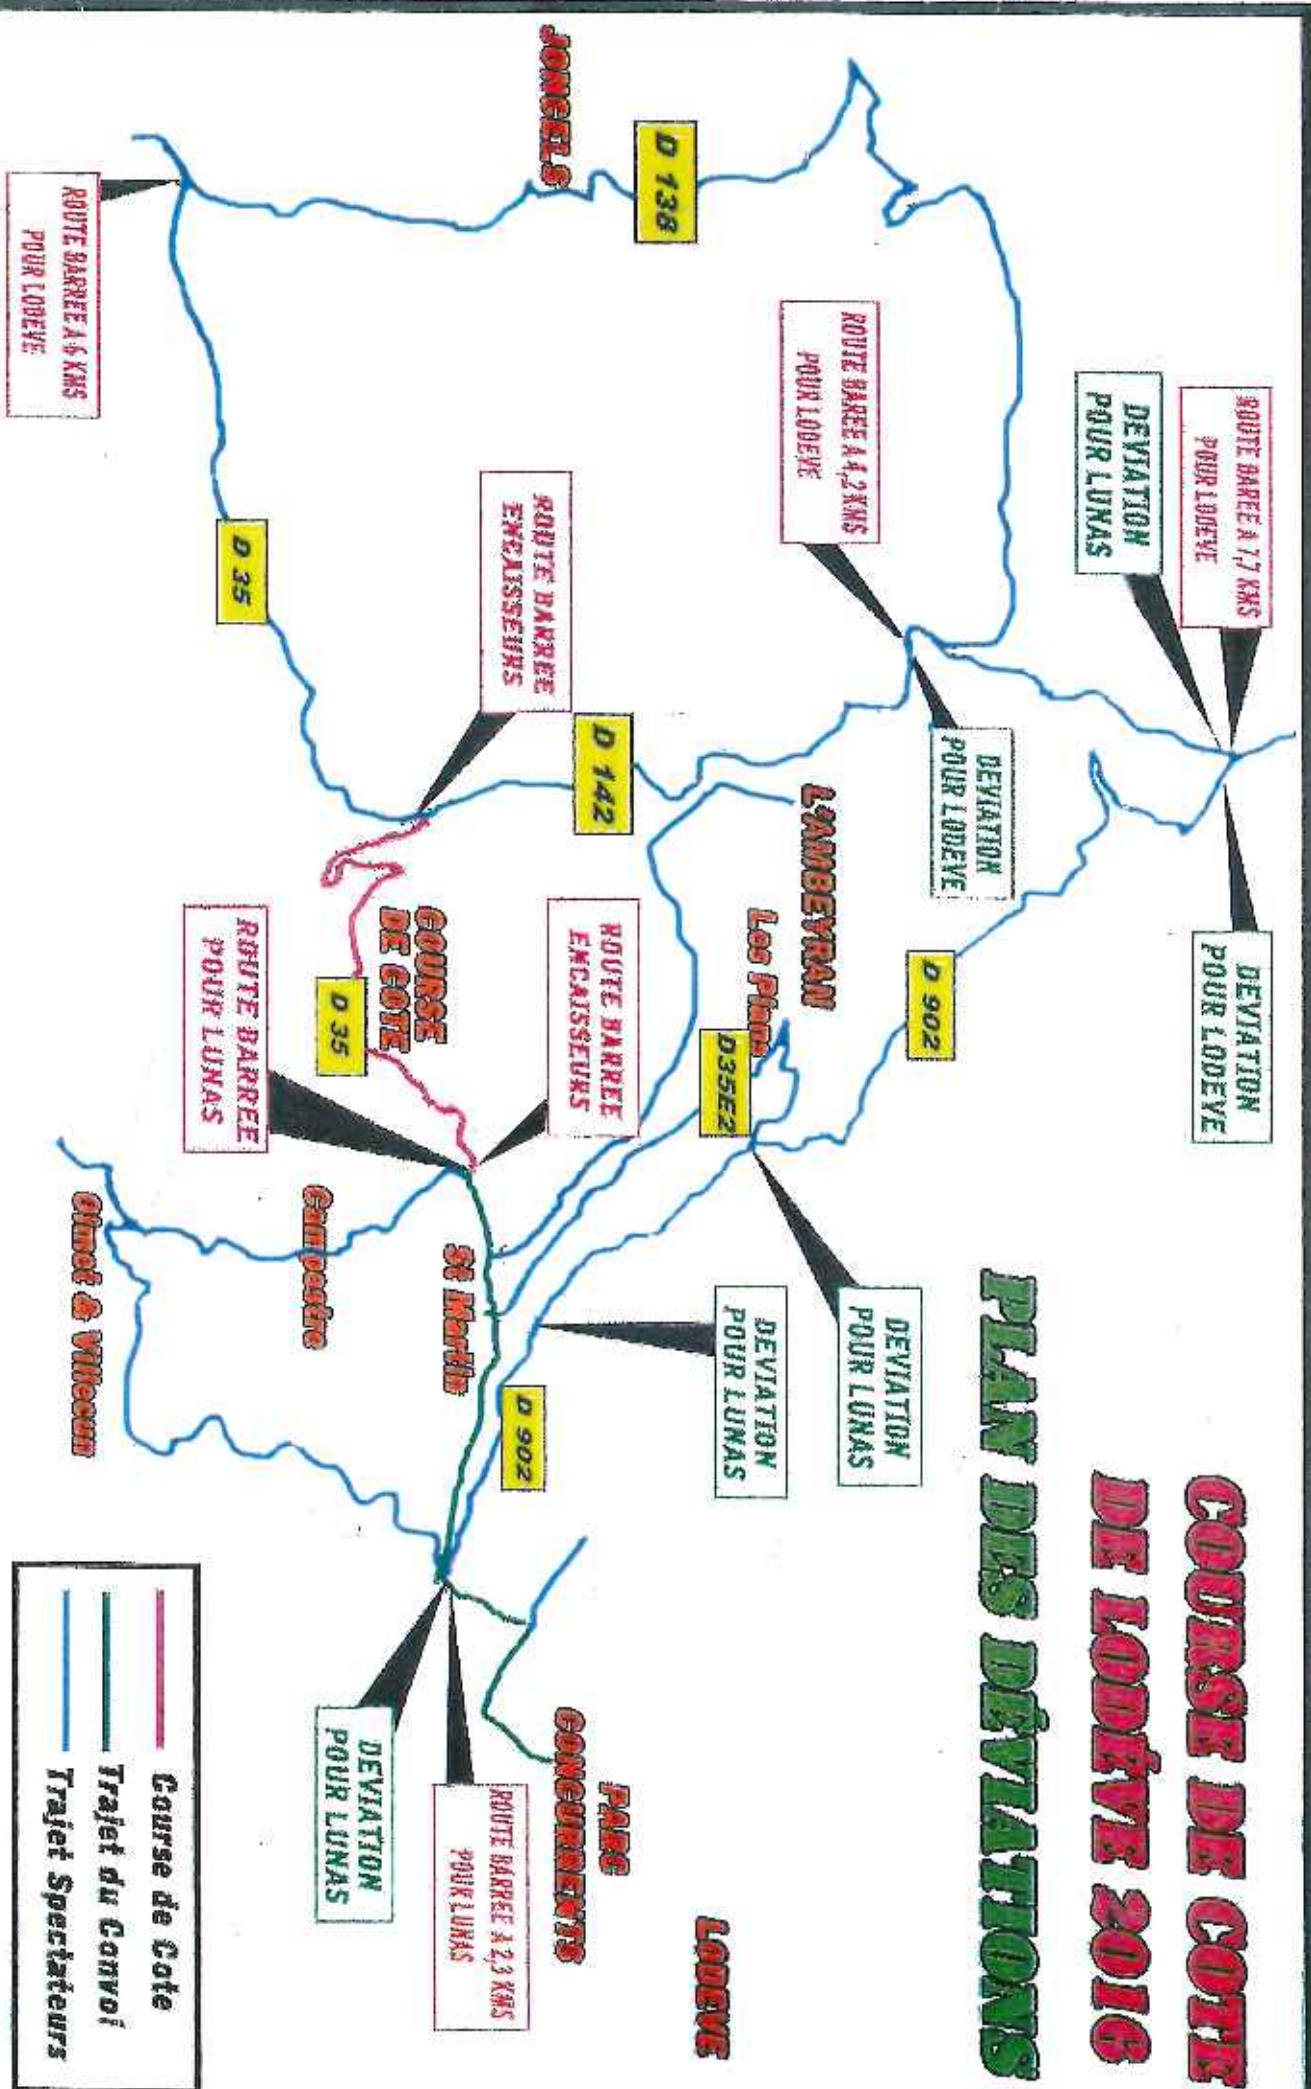 COURSE DE COTE
DE LODÉVE 2016
PLAN DES DÉVIATIONS
ROUTE BAREE A 7,7 KMS
POUR LODEVE
DEVIATION
POUR LUNAS
DEVIATION
POUR LODEVE
JONCELS
D 138
ROUTE BAREE A 4,2 KMS
POUR LODEVE
DEVIATION
POUR LODEVE
D 902
L'AMBEYRAN
Les Plans
D35E2
DEVIATION
POUR LUNAS
DEVIATION
POUR LUNAS
D 142
ROUTE BARREE
ENCAISSEURS
ROUTE BARREE
ENCAISSEURS
D 902
LODEVE
PARC
CONCURRENTS
COURSE
DE COTE
St Martin
ROUTE BARREE A 2,3 KMS
POUR LUNAS
D 35
D 35
ROUTE BARREE
POUR LUNAS
Campestre
DEVIATION
POUR LUNAS
ROUTE BARREE A 6 KMS
POUR LODEVE
Olmet & Villecun
Course de Cote
Trajet du Convoi
Trajet Spectateurs